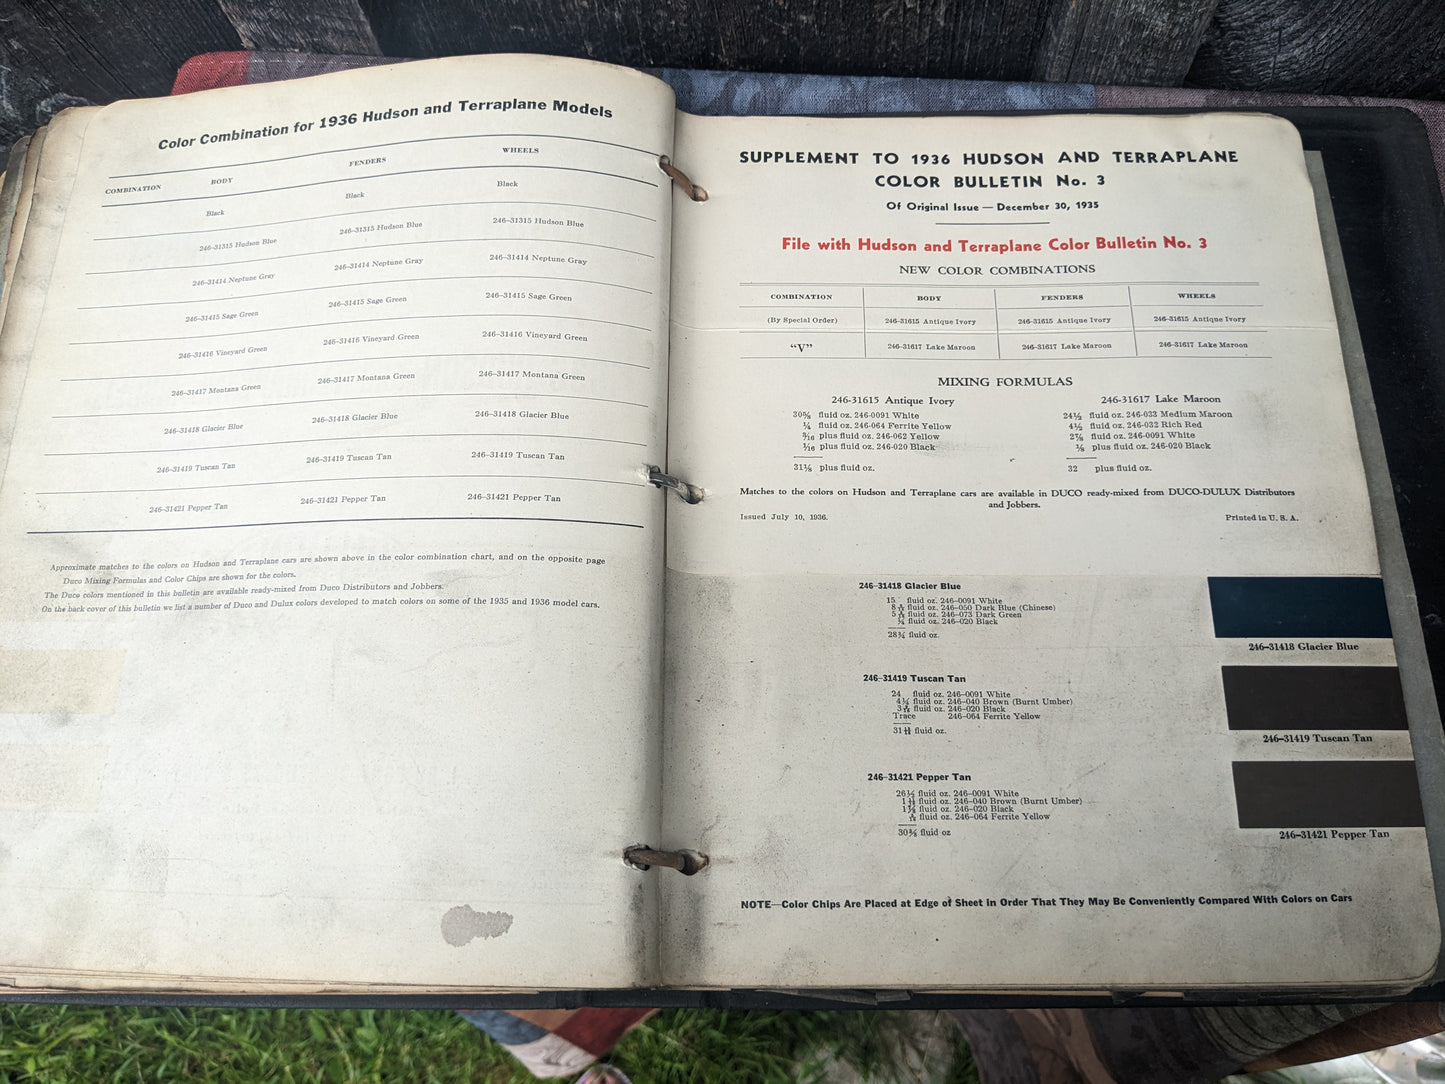 Color Combination for 1936 Hudson and Terraplane Models
COMBINATION BODY FENDERS WHEELS
Black Black Black
246–31315 Hudson Blue 246–31315 Hudson Blue 246–31315 Hudson Blue
246–31414 Neptune Gray 246–31414 Neptune Gray 246–31414 Neptune Gray
246–31415 Sage Green 246–31415 Sage Green 246–31415 Sage Green
246–31416 Vineyard Green 246–31416 Vineyard Green 246–31416 Vineyard Green
246–31417 Montana Green 246–31417 Montana Green 246–31417 Montana Green
246–31418 Glacier Blue 246–31418 Glacier Blue 246–31418 Glacier Blue
246–31419 Tuscan Tan 246–31419 Tuscan Tan 246–31419 Tuscan Tan
246–31421 Pepper Tan 246–31421 Pepper Tan 246–31421 Pepper Tan
Approximate matches to the colors on Hudson and Terraplane cars are shown above in the color combination chart, and on the opposite page
Duco Mixing Formulas and Color Chips are shown for the colors.
The Duco colors mentioned in this bulletin are available ready-mixed from Duco Distributors and Jobbers.
On the back cover of this bulletin we list a number of Duco and Dulux colors developed to match colors on some of the 1935 and 1936 model cars.
SUPPLEMENT TO 1936 HUDSON AND TERRAPLANE
COLOR BULLETIN No. 3
Of Original Issue — December 30, 1935
File with Hudson and Terraplane Color Bulletin No. 3
NEW COLOR COMBINATIONS
COMBINATION BODY FENDERS WHEELS
(By Special Order) 246–31615 Antique Ivory 246–31615 Antique Ivory 246–31615 Antique Ivory
"V" 246–31617 Lake Maroon 246–31617 Lake Maroon 246–31617 Lake Maroon
MIXING FORMULAS
246-31615 Antique Ivory 246-31617 Lake Maroon
fluid oz. 246-0091 White 24½ fluid oz. 246-033 Medium Maroon
¼ fluid oz. 246-064 Ferrite Yellow 4½ fluid oz. 246-032 Rich Red
plus fluid oz. 246-062 Yellow 2⅞ fluid oz. 246-0091 White
1/16 plus fluid oz. 246-020 Black ⅛ plus fluid oz. 246-020 Black
31⅛ plus fluid oz. 32 plus fluid oz.
Matches to the colors on Hudson and Terraplane cars are available in DUCO ready-mixed from DUCO-DULUX Distributors
and Jobbers.
Issued July 10, 1936. Printed in U. S. A.
246–31418 Glacier Blue
15 fluid oz. 246–0091 White
fluid oz. 246–050 Dark Blue (Chinese)
fluid oz. 246–073 Dark Green
fluid oz. 246–020 Black
28¾ fluid oz.
246–31418 Glacier Blue
246–31419 Tuscan Tan
24 fluid oz. 246–0091 White
fluid oz. 246–040 Brown (Burnt Umber)
fluid oz. 246–020 Black
Trace 246–064 Ferrite Yellow
fluid oz.
246–31419 Tuscan Tan
246–31421 Pepper Tan
26½ fluid oz. 246–0091 White
fluid oz. 246–040 Brown (Burnt Umber)
fluid oz. 246–020 Black
fluid oz. 246–064 Ferrite Yellow
fluid oz
246–31421 Pepper Tan
NOTE—Color Chips Are Placed at Edge of Sheet in Order That They May Be Conveniently Compared With Colors on Cars